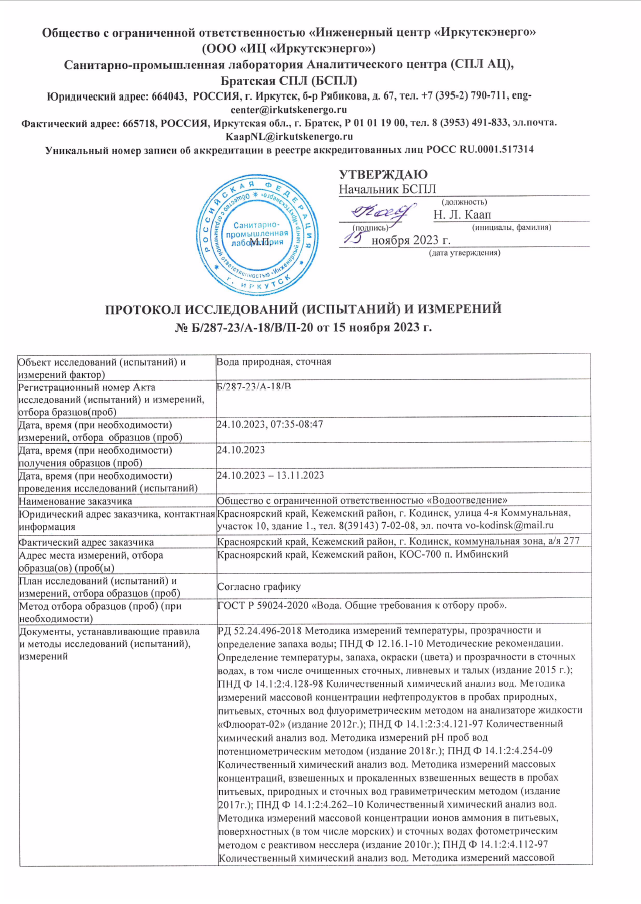 Общество с ограниченной ответственностью «Инженерный центр «Иркутскэнерго»
(ООО «ИЦ «Иркутскэнерго»)
Санитарно-промышленная лаборатория Аналитического центра (СПЛ АЦ),
Братская СПЛ (БСПЛ)
Юридический адрес: 664043, РОССИЯ, г. Иркутск, б-р Рябикова, д. 67, тел. +7 (395-2) 790-711, eng-
center@irkutskenergo.ru
Фактический адрес: 665718, РОССИЯ, Иркутская обл., г. Братск, Р 01 01 19 00, тел. 8 (3953) 491-833, эл.почта.
KaapNL@irkutskenergo.ru
Уникальный номер записи об аккредитации в реестре аккредитованных лиц РОСС RU.0001.517314
УТВЕРЖДАЮ
Начальник БСПЛ
(должность)
Н. Л. Каап
(подпись) (инициалы, фамилия)
15 ноября 2023 г.
(дата утверждения)
РОССИЙСКАЯ ФЕДЕРАЦИЯ
Санитарно-
промышленная
лаборатория
М.П.
г. ИРКУТСК
ПРОТОКОЛ ИССЛЕДОВАНИЙ (ИСПЫТАНИЙ) И ИЗМЕРЕНИЙ
№ Б/287-23/А-18/В/П-20 от 15 ноября 2023 г.
Объект исследований (испытаний) и
измерений фактор)
Вода природная, сточная
Регистрационный номер Акта
исследований (испытаний) и измерений,
отбора бразцов(проб)
Б/287-23/А-18/В
Дата, время (при необходимости)
измерений, отбора образцов (проб)
24.10.2023, 07:35-08:47
Дата, время (при необходимости)
получения образцов (проб)
24.10.2023
Дата, время (при необходимости)
проведения исследований (испытаний)
24.10.2023 – 13.11.2023
Наименование заказчика
Общество с ограниченной ответственностью «Водоотведение»
Юридический адрес заказчика, контактная
информация
Красноярский край, Кежемский район, г. Кодинск, улица 4-я Коммунальная,
участок 10, здание 1., тел. 8(39143) 7-02-08, эл. почта vo-kodinsk@mail.ru
Фактический адрес заказчика
Красноярский край, Кежемский район, г. Кодинск, коммунальная зона, а/я 277
Адрес места измерений, отбора
образца(ов) (проб(ы)
Красноярский край, Кежемский район, КОС-700 п. Имбинский
План исследований (испытаний) и
измерений, отбора образцов (проб)
Согласно графику
Метод отбора образцов (проб) (при
необходимости)
ГОСТ Р 59024-2020 «Вода. Общие требования к отбору проб».
Документы, устанавливающие правила
и методы исследований (испытаний),
измерений
РД 52.24.496-2018 Методика измерений температуры, прозрачности и
определение запаха воды; ПНД Ф 12.16.1-10 Методические рекомендации.
Определение температуры, запаха, окраски (цвета) и прозрачности в сточных
водах, в том числе очищенных сточных, ливневых и талых (издание 2015 г.);
ПНД Ф 14.1:2:4.128-98 Количественный химический анализ вод. Методика
измерений массовой концентрации нефтепродуктов в пробах природных,
питьевых, сточных вод флуориметрическим методом на анализаторе жидкости
«Флюорат-02» (издание 2012г.); ПНД Ф 14.1:2:3:4.121-97 Количественный
химический анализ вод. Методика измерений pH проб вод
потенциометрическим методом (издание 2018г.); ПНД Ф 14.1:2:4.254-09
Количественный химический анализ вод. Методика измерений массовых
концентраций, взвешенных и прокаленных взвешенных веществ в пробах
питьевых, природных и сточных вод гравиметрическим методом (издание
2017г.); ПНД Ф 14.1:2:4.262–10 Количественный химический анализ вод.
Методика измерений массовой концентрации ионов аммония в питьевых,
поверхностных (в том числе морских) и сточных водах фотометрическим
методом с реактивом несслера (издание 2010г.); ПНД Ф 14.1:2:4.112-97
Количественный химический анализ вод. Методика измерений массовой